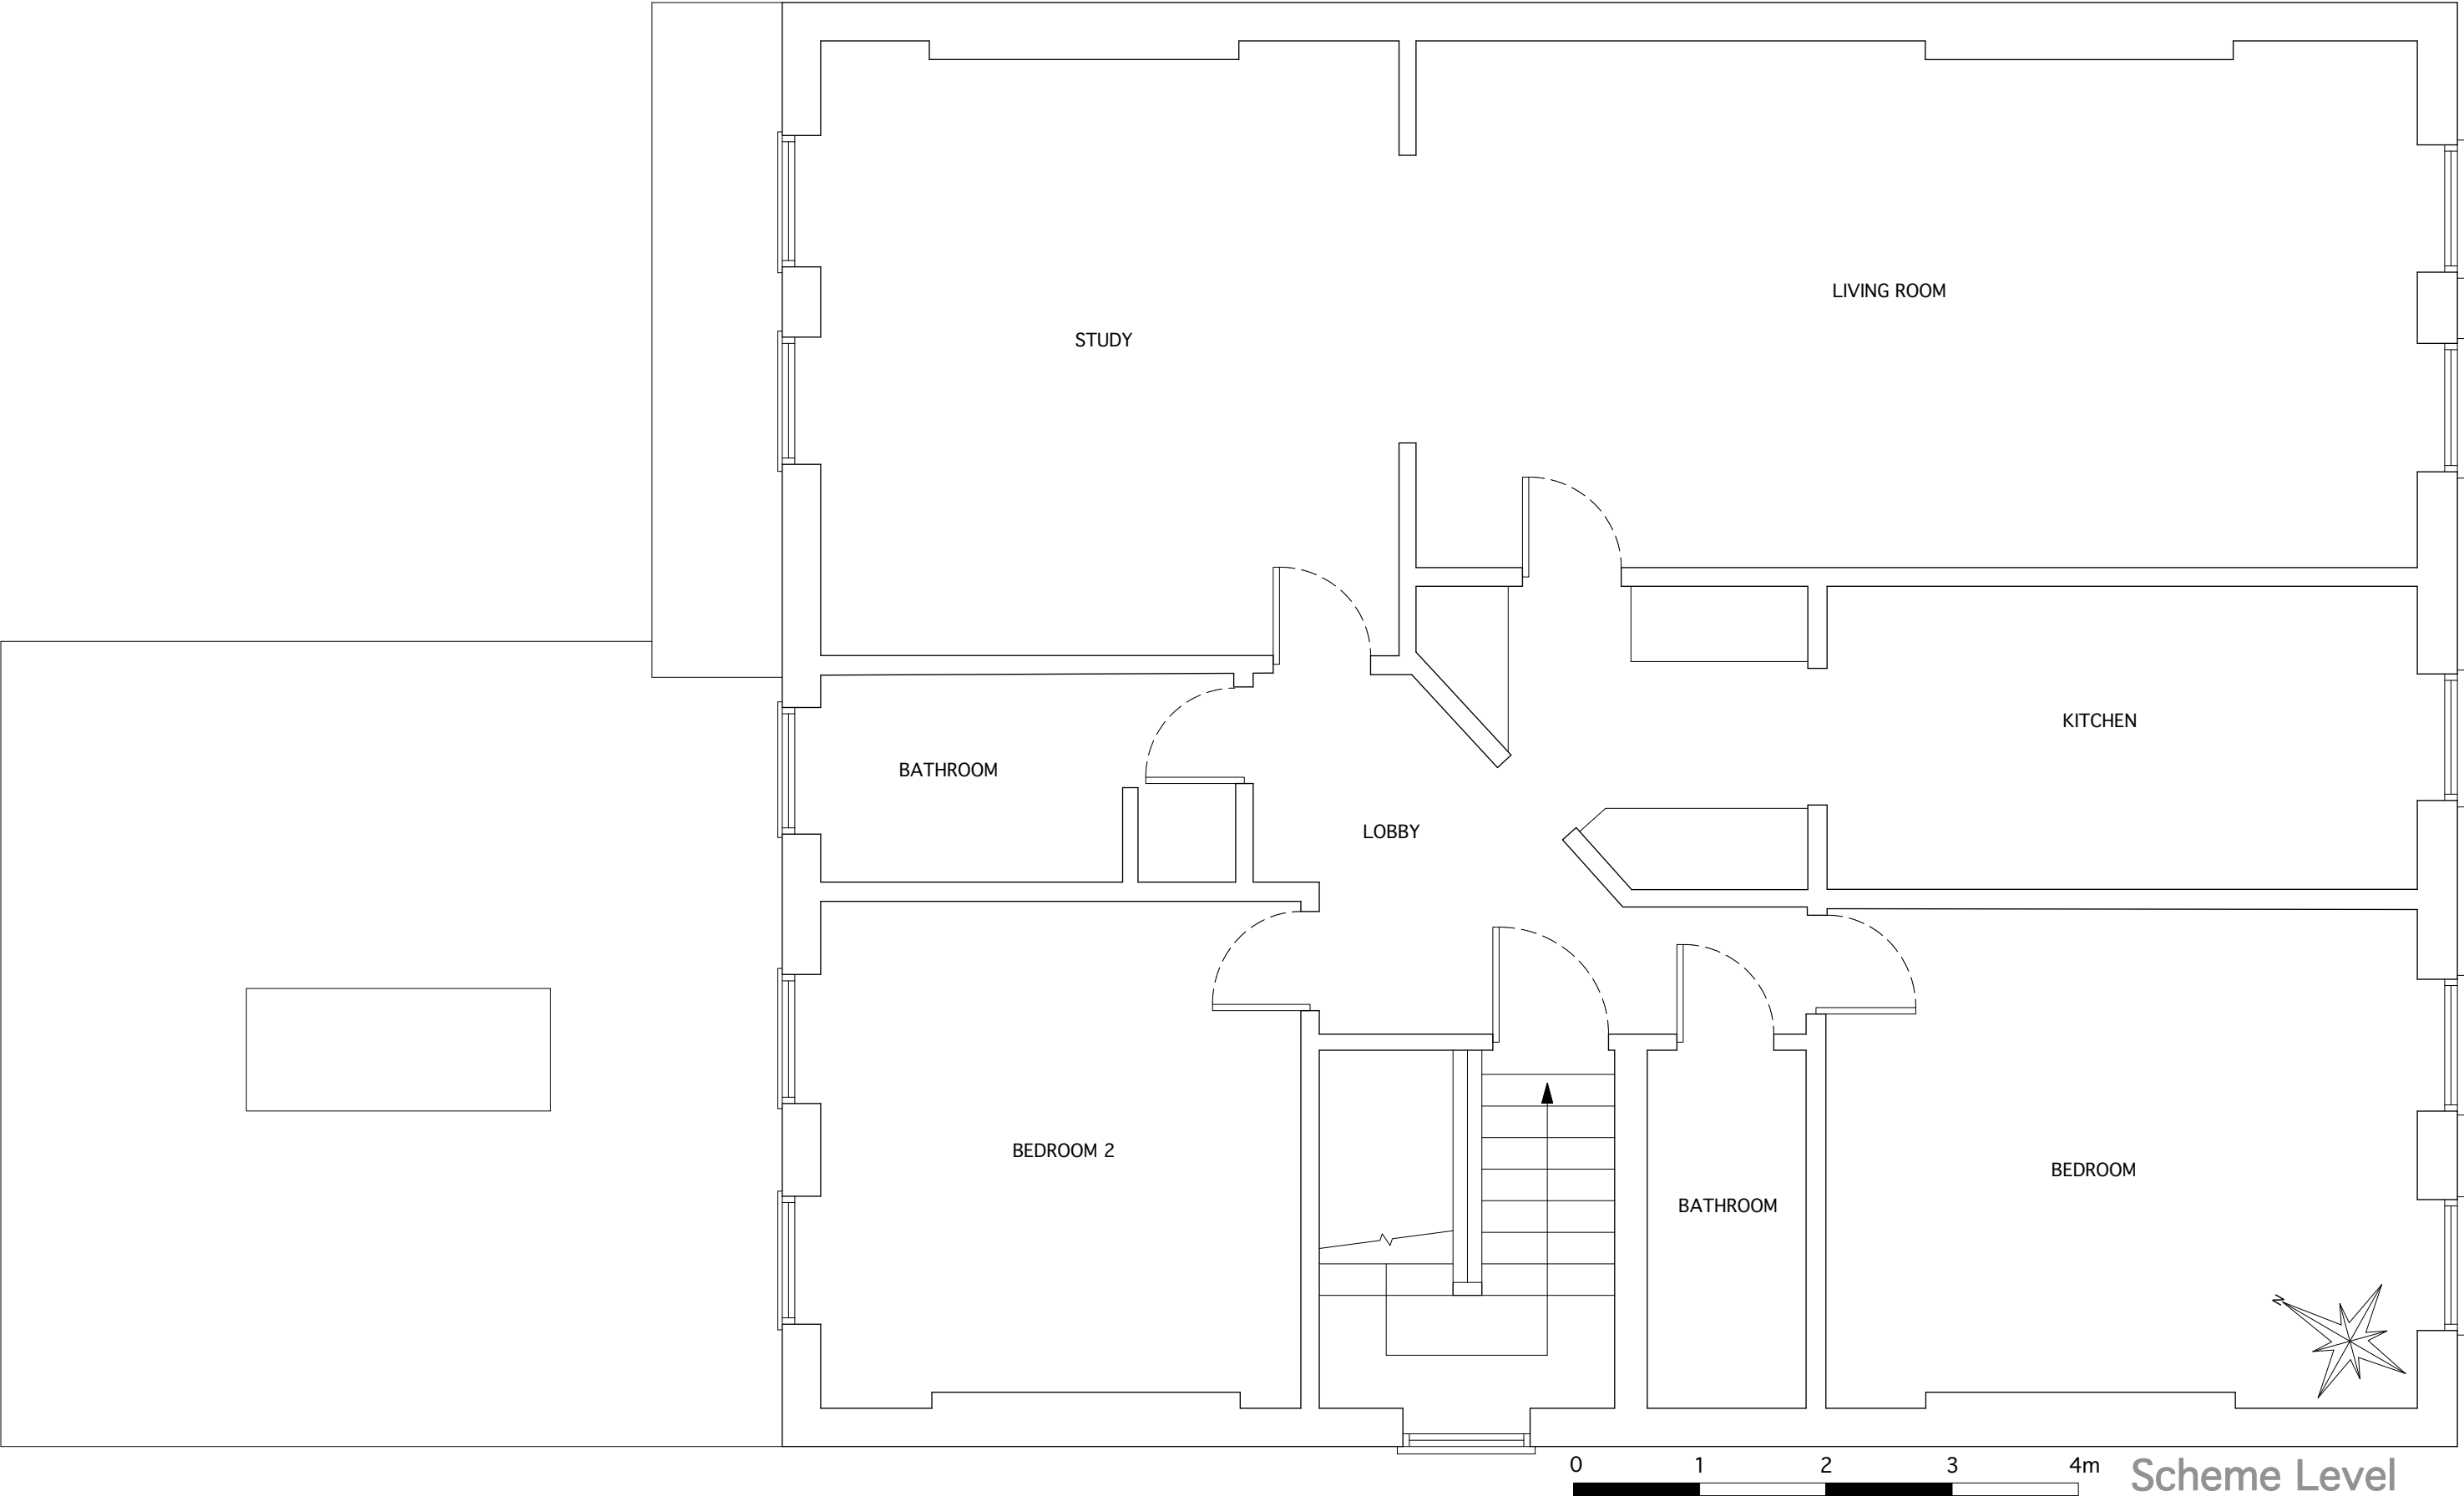 LIVING ROOM
STUDY
KITCHEN
BATHROOM
LOBBY
BEDROOM 2
BEDROOM
BATHROOM
N
0 1 2 3 4m
Scheme Level